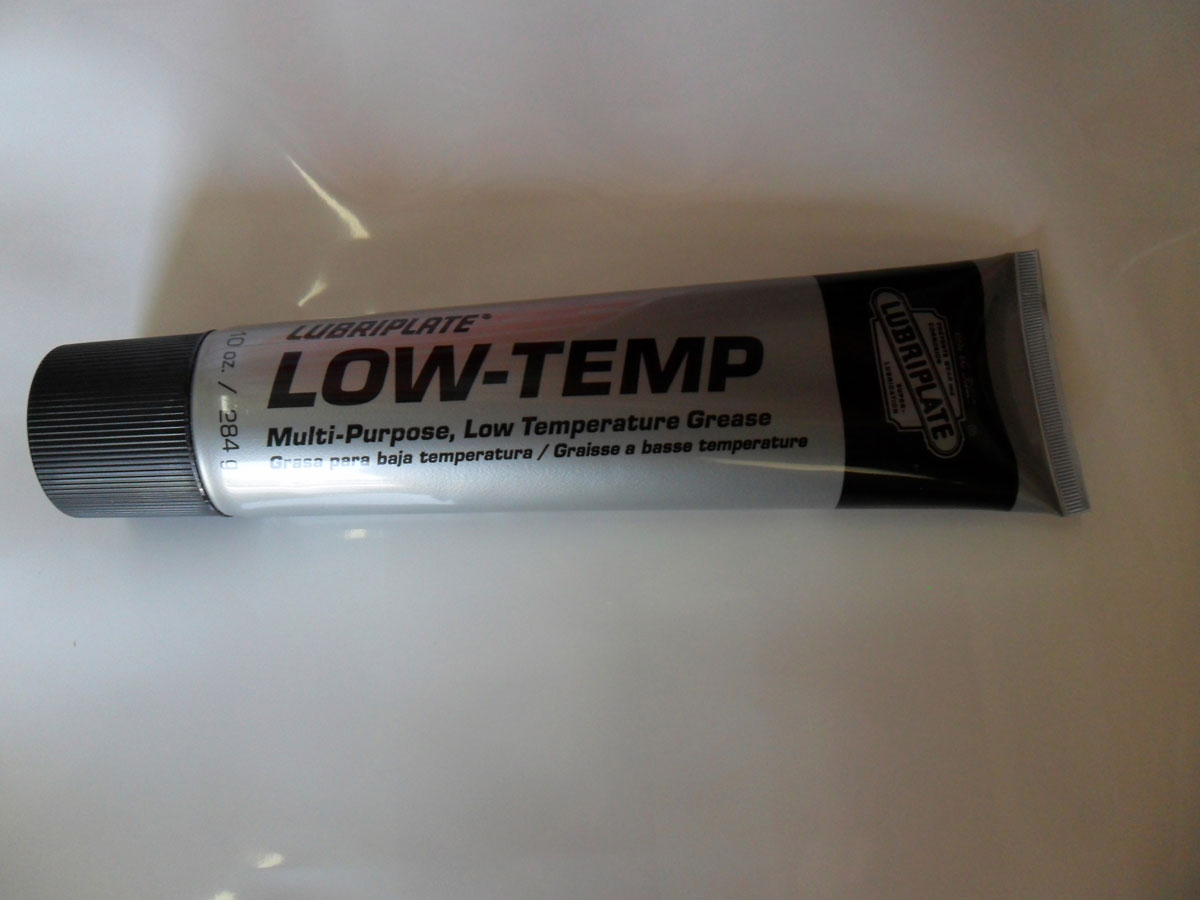 LUBRIPLATE®
LOW-TEMP
Multi-Purpose, Low Temperature Grease
Grasa para baja temperatura / Graisse a basse temperature
10 oz. / 284 g
LUBRIPLATE